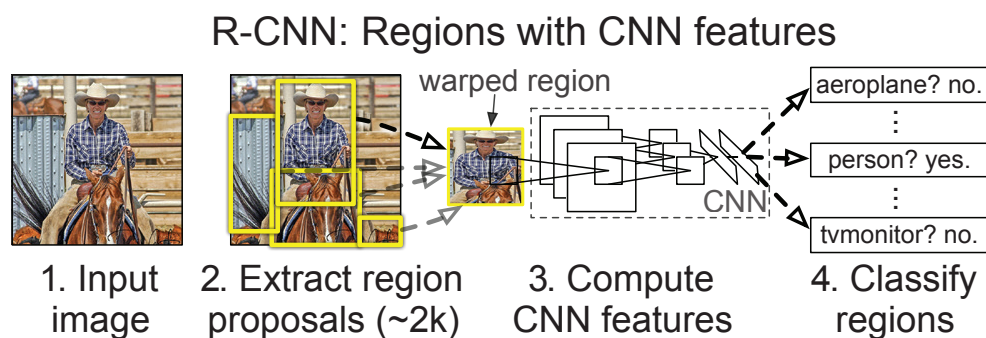 R-CNN: Regions with CNN features
warped region
aeroplane? no.
⋮
person? yes.
⋮
tvmonitor? no.
CNN
1. Input
image
2. Extract region
proposals (~2k)
3. Compute
CNN features
4. Classify
regions